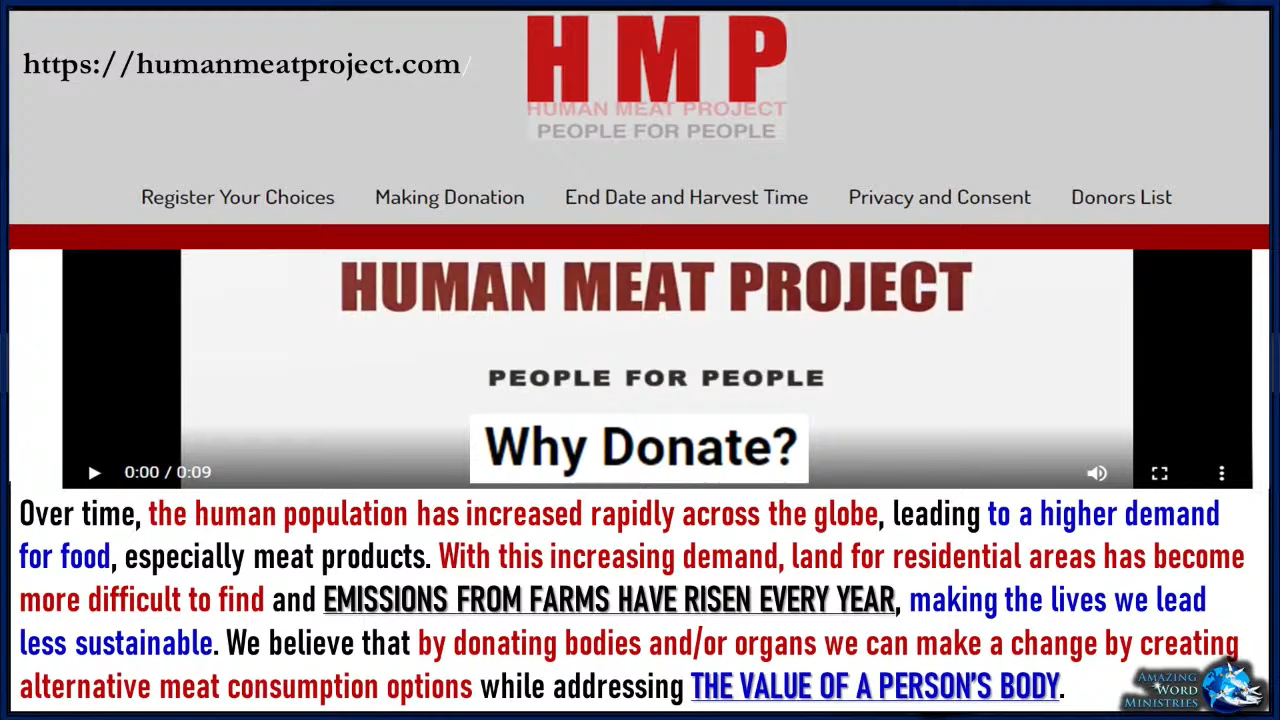 https://humanmeatproject.com/
HMP
HUMAN MEAT PROJECT
PEOPLE FOR PEOPLE
Register Your Choices Making Donation End Date and Harvest Time Privacy and Consent Donors List
HUMAN MEAT PROJECT
PEOPLE FOR PEOPLE
Why Donate?
0:00 / 0:09
Over time, the human population has increased rapidly across the globe, leading to a higher demand
for food, especially meat products. With this increasing demand, land for residential areas has become
more difficult to find and EMISSIONS FROM FARMS HAVE RISEN EVERY YEAR, making the lives we lead
less sustainable. We believe that by donating bodies and/or organs we can make a change by creating
alternative meat consumption options while addressing THE VALUE OF A PERSON'S BODY.
AMAZING
WORD
MINISTRIES